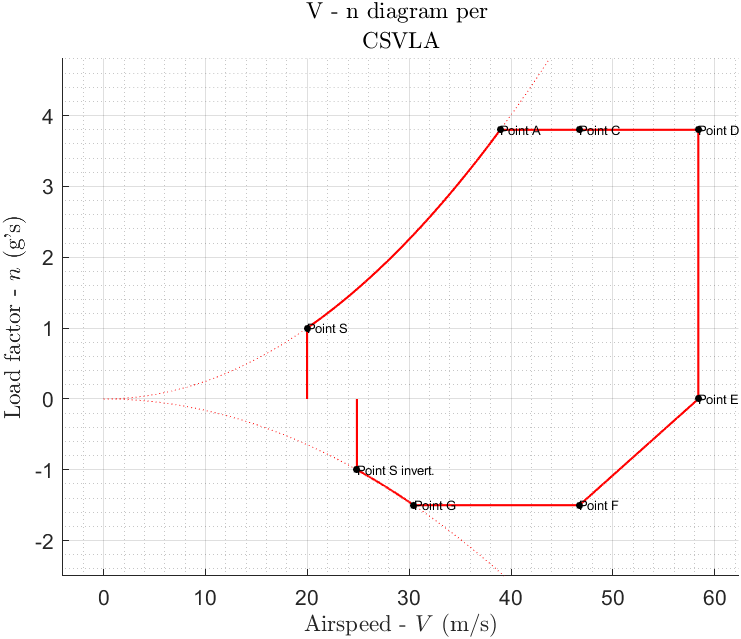 V - n diagram per
CSVLA
Load factor - n (g's)
4
3
2
1
0
-1
-2
Point A
Point C
Point D
Point S
Point E
Point S invert.
Point G
Point F
0 10 20 30 40 50 60
Airspeed - V (m/s)